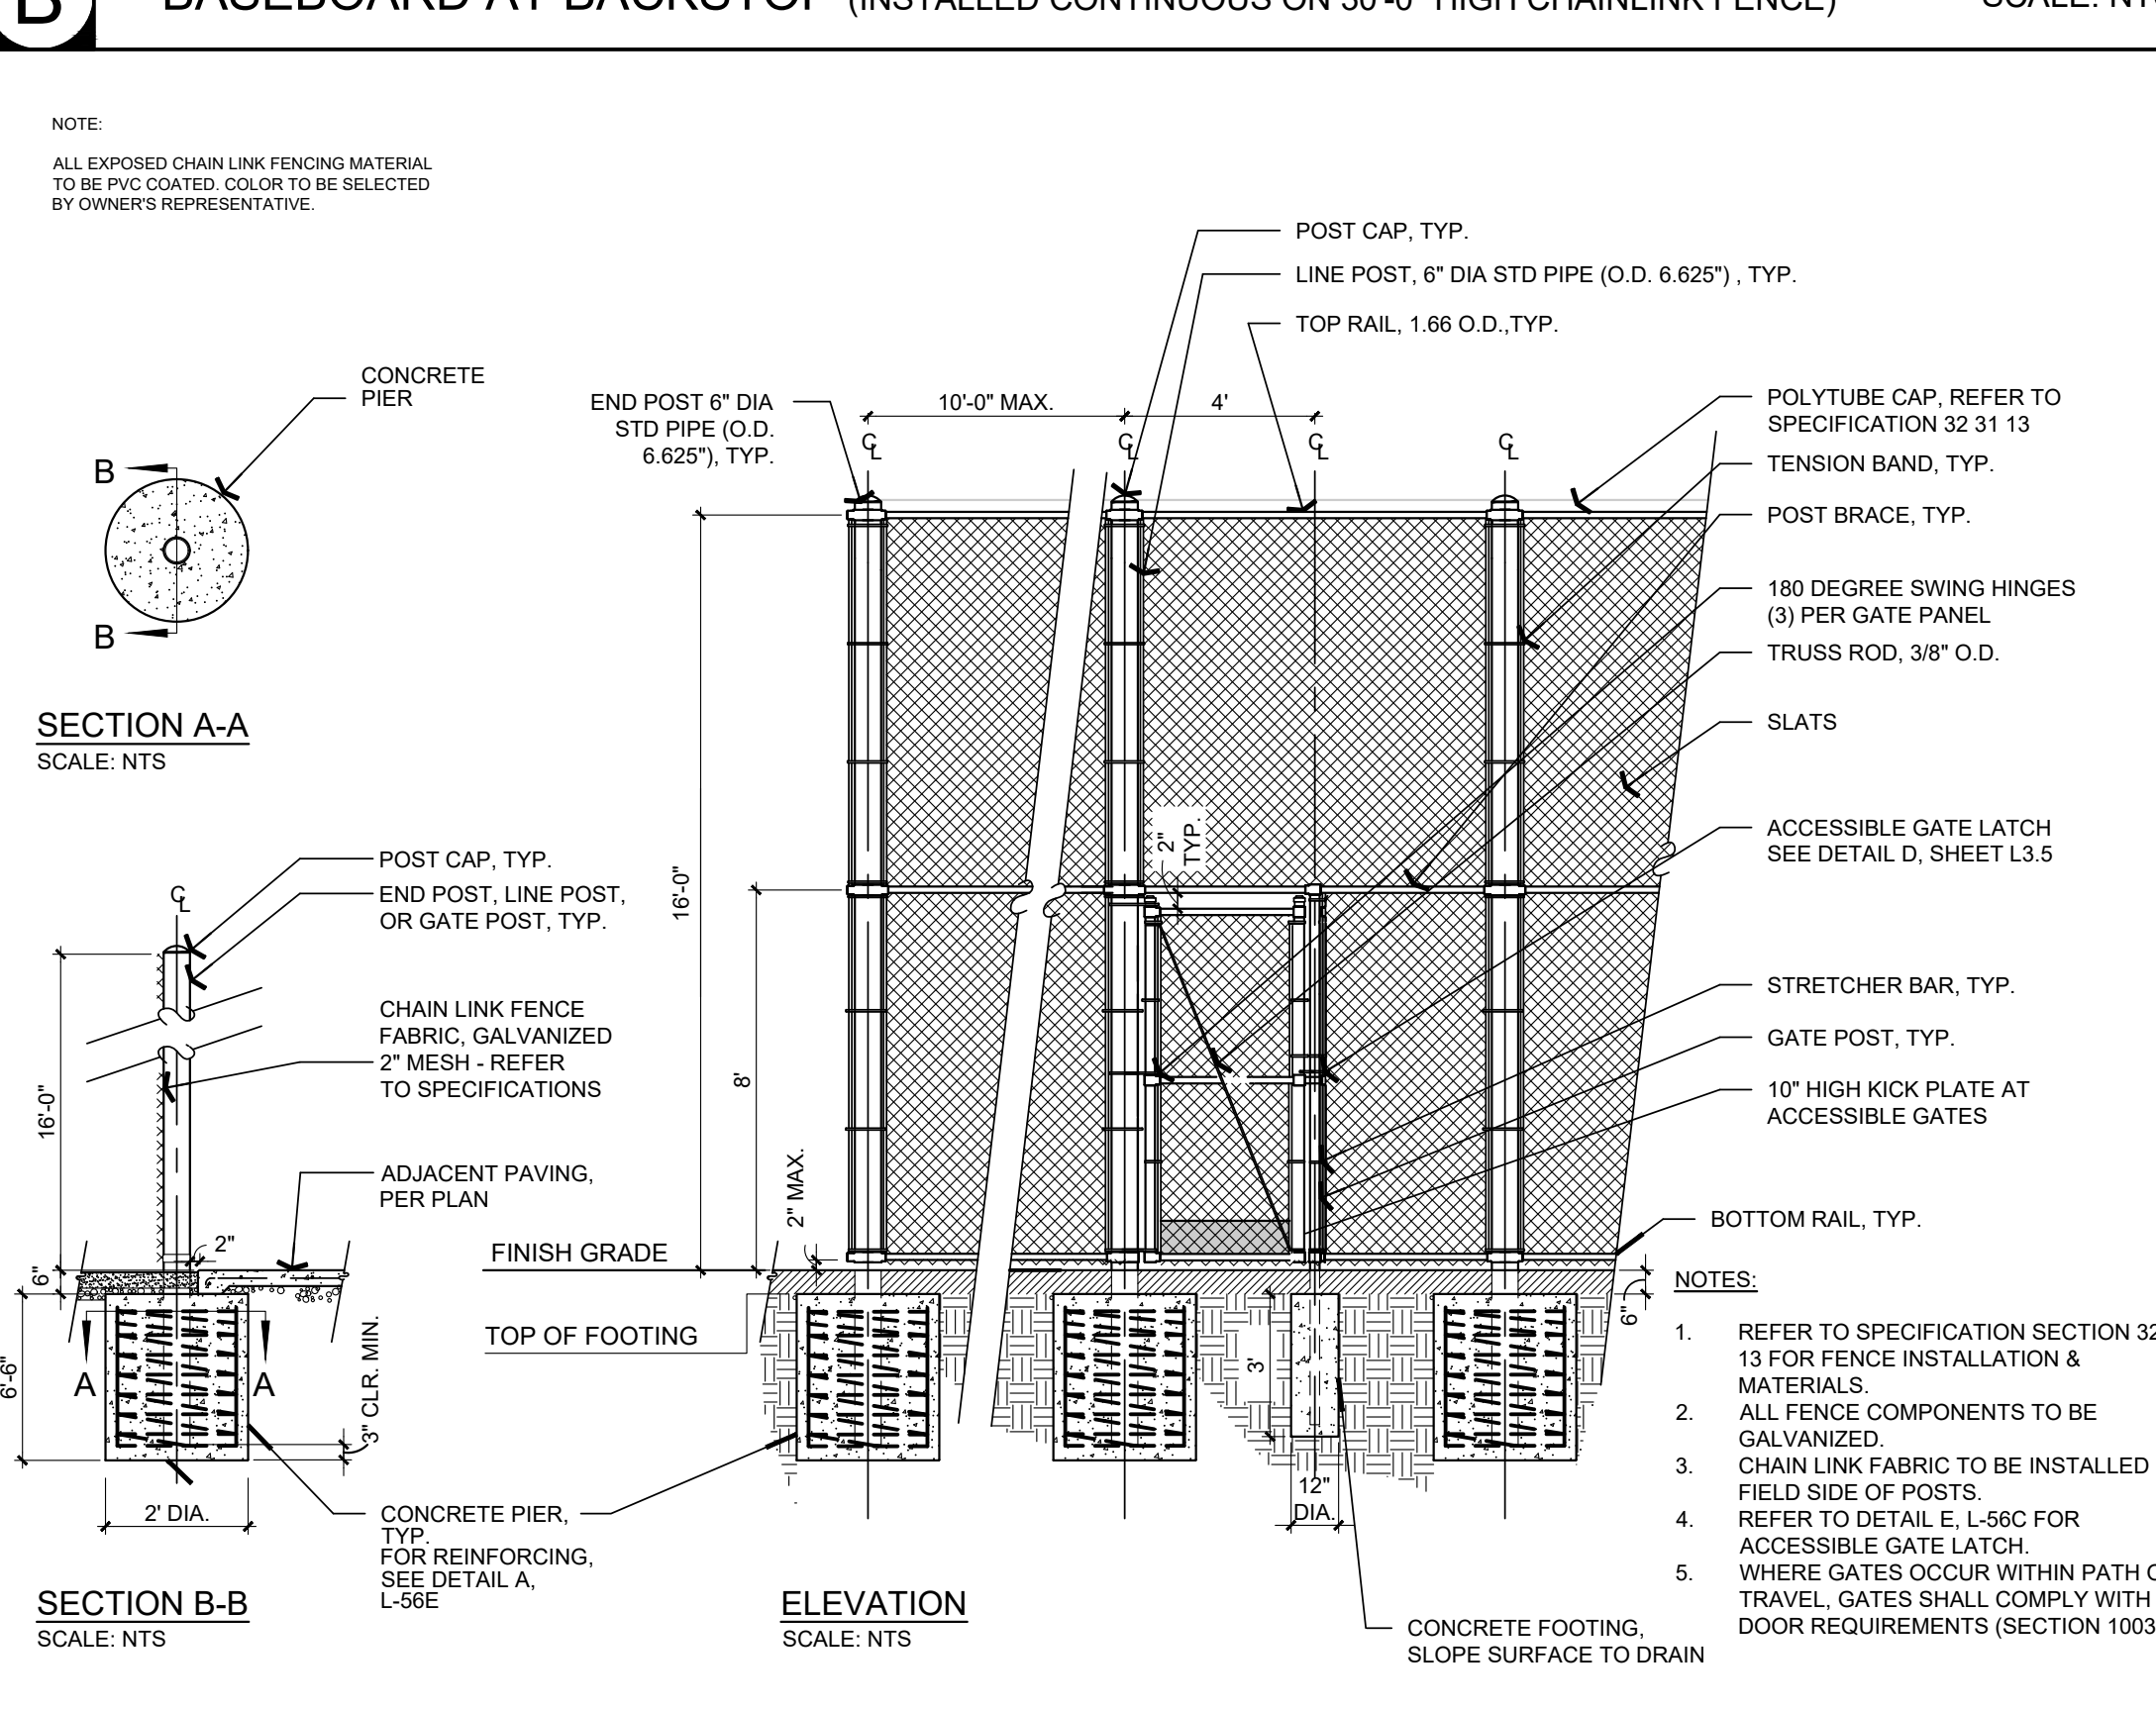 B
BASEBOARD AT BACKSTOP (INSTALLED CONTINUOUS ON 30'-0" HIGH CHAINLINK FENCE)
SCALE:
NOTE:
ALL EXPOSED CHAIN LINK FENCING MATERIAL
TO BE PVC COATED. COLOR TO BE SELECTED
BY OWNER'S REPRESENTATIVE.
CONCRETE
PIER
B
B
SECTION A-A
SCALE: NTS
POST CAP, TYP.
END POST, LINE POST,
OR GATE POST, TYP.
CHAIN LINK FENCE
FABRIC, GALVANIZED
2" MESH - REFER
TO SPECIFICATIONS
ADJACENT PAVING,
PER PLAN
CL
16'-0"
2"
6"
6'-6"
A
A
3" CLR. MIN.
2' DIA.
CONCRETE PIER,
TYP.
FOR REINFORCING,
SEE DETAIL A,
L-56E
SECTION B-B
SCALE: NTS
POST CAP, TYP.
LINE POST, 6" DIA STD PIPE (O.D. 6.625") , TYP.
TOP RAIL, 1.66 O.D.,TYP.
END POST 6" DIA
STD PIPE (O.D.
6.625"), TYP.
10'-0" MAX.
4'
CL
CL
CL
CL
POLYTUBE CAP, REFER TO
SPECIFICATION 32 31 13
TENSION BAND, TYP.
POST BRACE, TYP.
180 DEGREE SWING HINGES
(3) PER GATE PANEL
TRUSS ROD, 3/8" O.D.
SLATS
ACCESSIBLE GATE LATCH
SEE DETAIL D, SHEET L3.5
STRETCHER BAR, TYP.
GATE POST, TYP.
10" HIGH KICK PLATE AT
ACCESSIBLE GATES
BOTTOM RAIL, TYP.
16'-0"
8'
2" MAX.
2"
TYP.
FINISH GRADE
TOP OF FOOTING
3'
6"
12"
DIA.
CONCRETE FOOTING,
SLOPE SURFACE TO DRAIN
ELEVATION
SCALE: NTS
NOTES:
1. REFER TO SPECIFICATION SECTION 32
13 FOR FENCE INSTALLATION &
MATERIALS.
2. ALL FENCE COMPONENTS TO BE
GALVANIZED.
3. CHAIN LINK FABRIC TO BE INSTALLED
FIELD SIDE OF POSTS.
4. REFER TO DETAIL E, L-56C FOR
ACCESSIBLE GATE LATCH.
5. WHERE GATES OCCUR WITHIN PATH
TRAVEL, GATES SHALL COMPLY WITH
DOOR REQUIREMENTS (SECTION 1003